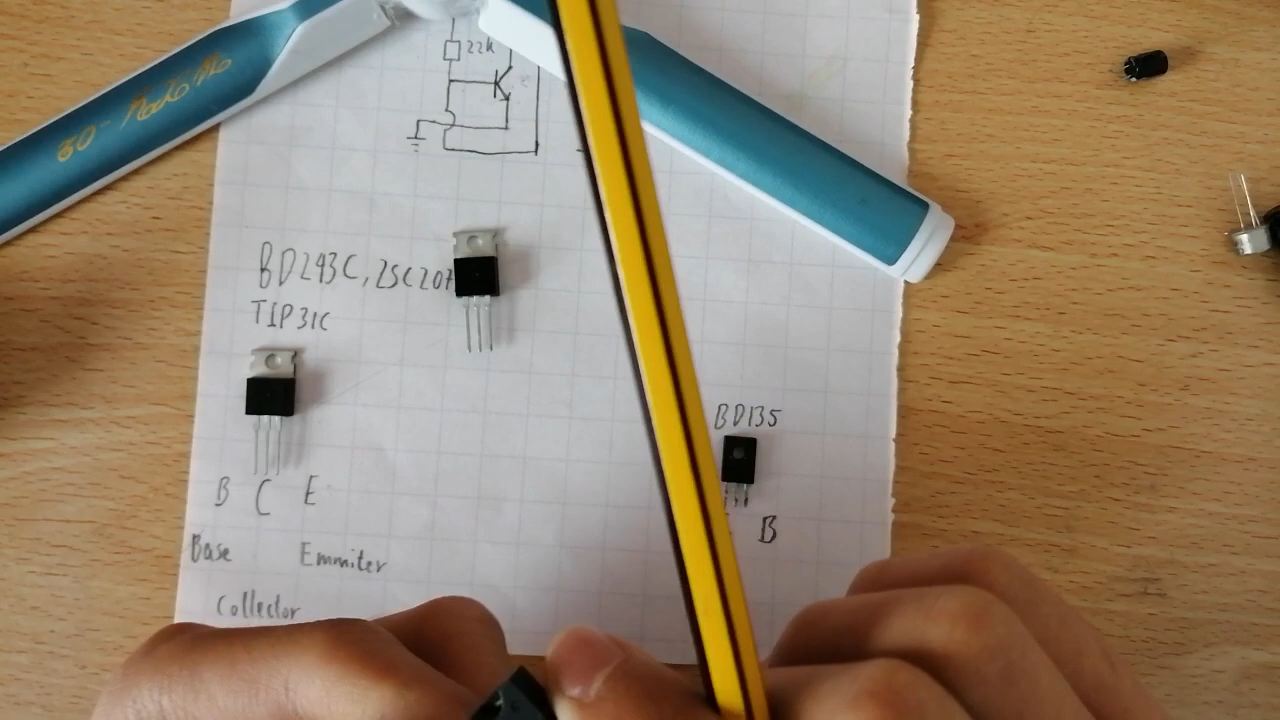 22k
BD243C, 2SC207
TIP31C
BD135
B C E
B
Base Emmiter
Collector